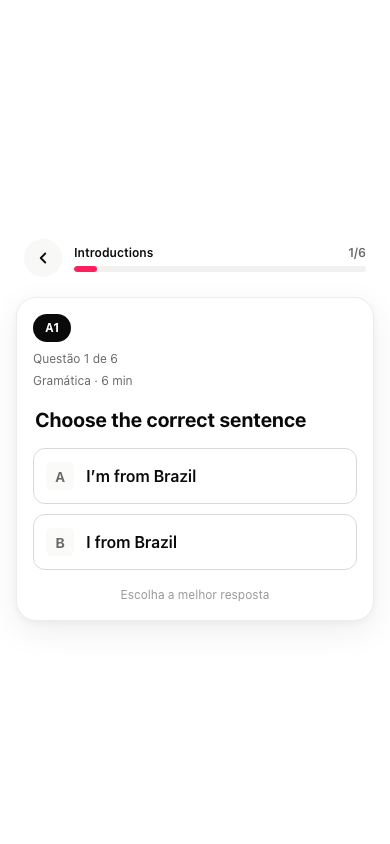 Introductions 1/6
A1
Questão 1 de 6
Gramática · 6 min
Choose the correct sentence
A I’m from Brazil
B I from Brazil
Escolha a melhor resposta